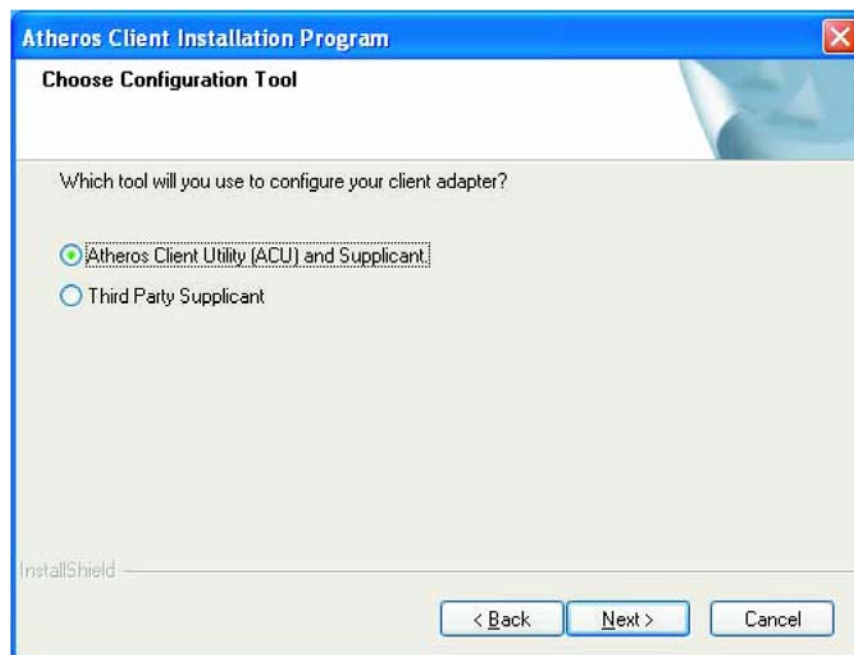 Atheros Client Installation Program
Choose Configuration Tool
Which tool will you use to configure your client adapter?
Atheros Client Utility (ACU) and Supplicant.
Third Party Supplicant
InstallShield
< Back
Next >
Cancel